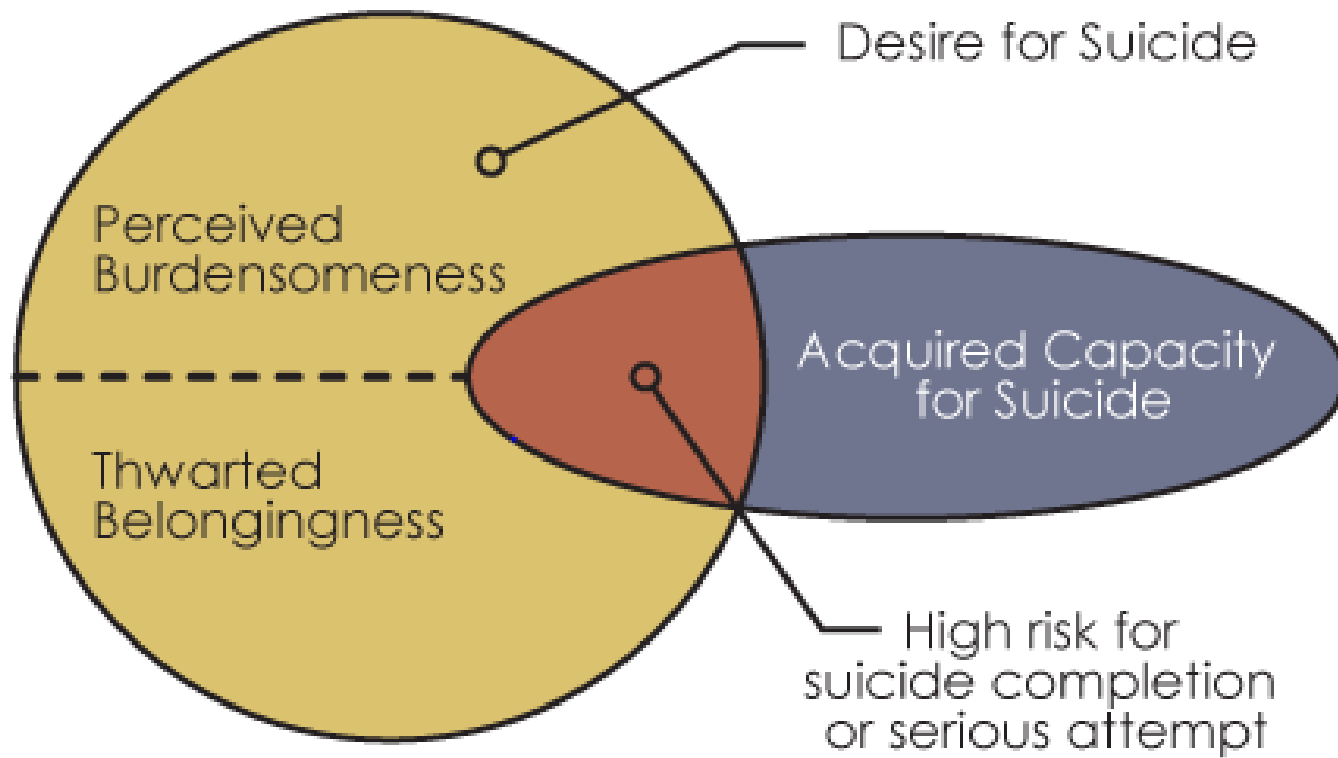 Desire for Suicide
Perceived
Burdensomeness
Acquired Capacity
for Suicide
Thwarted
Belongingness
High risk for
suicide completion
or serious attempt